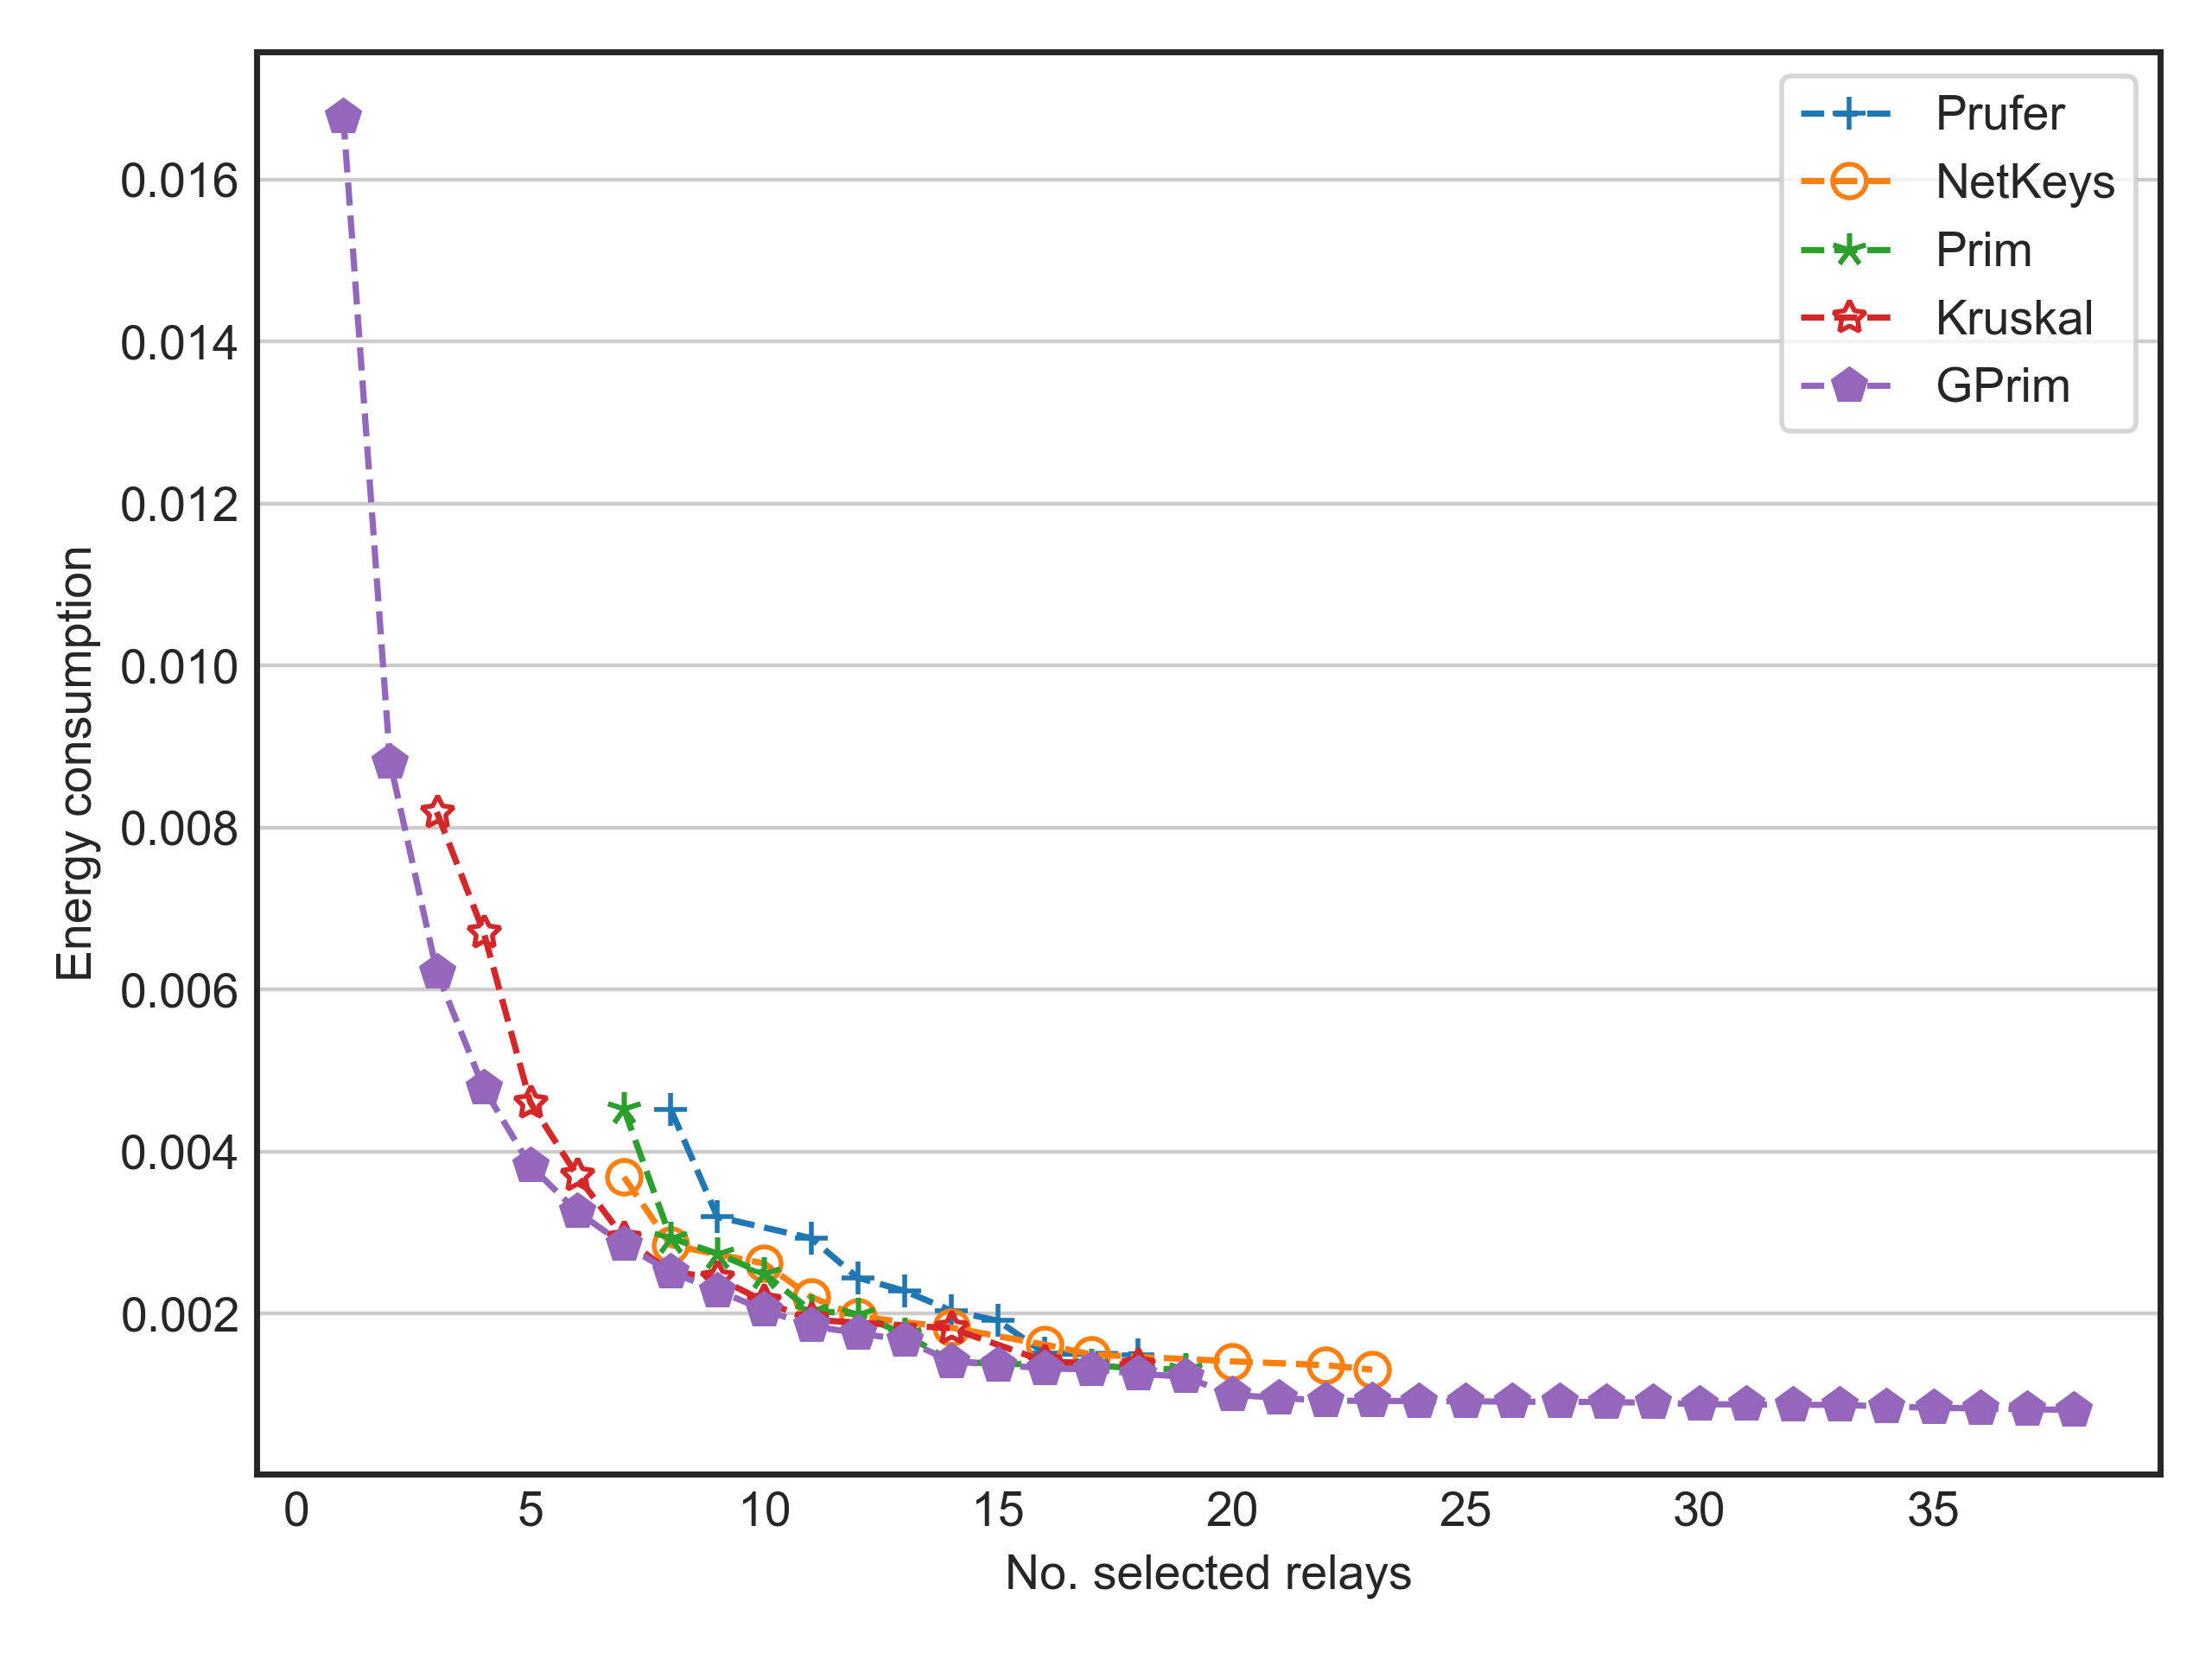 Prufer
NetKeys
Prim
Kruskal
GPrim
Energy consumption
0.016
0.014
0.012
0.010
0.008
0.006
0.004
0.002
0 5 10 15 20 25 30 35
No. selected relays